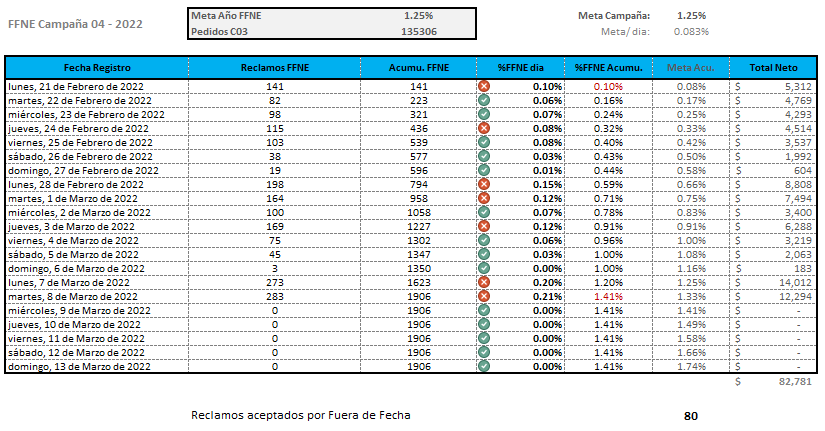 FFNE Campaña 04 - 2022
Meta Año FFNE 1.25% Meta Campaña: 1.25%
Pedidos C03 135306 Meta/ dia: 0.083%
Fecha Registro Reclamos FFNE Acumu. FFNE %FFNE dia %FFNE Acumu. Meta Acu. Total Neto
lunes, 21 de Febrero de 2022 141 141 0.10% 0.10% 0.08% $ 5,312
martes, 22 de Febrero de 2022 82 223 0.06% 0.16% 0.17% $ 4,769
miércoles, 23 de Febrero de 2022 98 321 0.07% 0.24% 0.25% $ 4,293
jueves, 24 de Febrero de 2022 115 436 0.08% 0.32% 0.33% $ 4,514
viernes, 25 de Febrero de 2022 103 539 0.08% 0.40% 0.42% $ 3,537
sábado, 26 de Febrero de 2022 38 577 0.03% 0.43% 0.50% $ 1,992
domingo, 27 de Febrero de 2022 19 596 0.01% 0.44% 0.58% $ 604
lunes, 28 de Febrero de 2022 198 794 0.15% 0.59% 0.66% $ 8,808
martes, 1 de Marzo de 2022 164 958 0.12% 0.71% 0.75% $ 7,494
miércoles, 2 de Marzo de 2022 100 1058 0.07% 0.78% 0.83% $ 3,400
jueves, 3 de Marzo de 2022 169 1227 0.12% 0.91% 0.91% $ 6,288
viernes, 4 de Marzo de 2022 75 1302 0.06% 0.96% 1.00% $ 3,219
sábado, 5 de Marzo de 2022 45 1347 0.03% 1.00% 1.08% $ 2,063
domingo, 6 de Marzo de 2022 3 1350 0.00% 1.00% 1.16% $ 183
lunes, 7 de Marzo de 2022 273 1623 0.20% 1.20% 1.25% $ 14,012
martes, 8 de Marzo de 2022 283 1906 0.21% 1.41% 1.33% $ 12,294
miércoles, 9 de Marzo de 2022 0 1906 0.00% 1.41% 1.41% $ -
jueves, 10 de Marzo de 2022 0 1906 0.00% 1.41% 1.49% $ -
viernes, 11 de Marzo de 2022 0 1906 0.00% 1.41% 1.58% $ -
sábado, 12 de Marzo de 2022 0 1906 0.00% 1.41% 1.66% $ -
domingo, 13 de Marzo de 2022 0 1906 0.00% 1.41% 1.74% $ -
$ 82,781
Reclamos aceptados por Fuera de Fecha 80